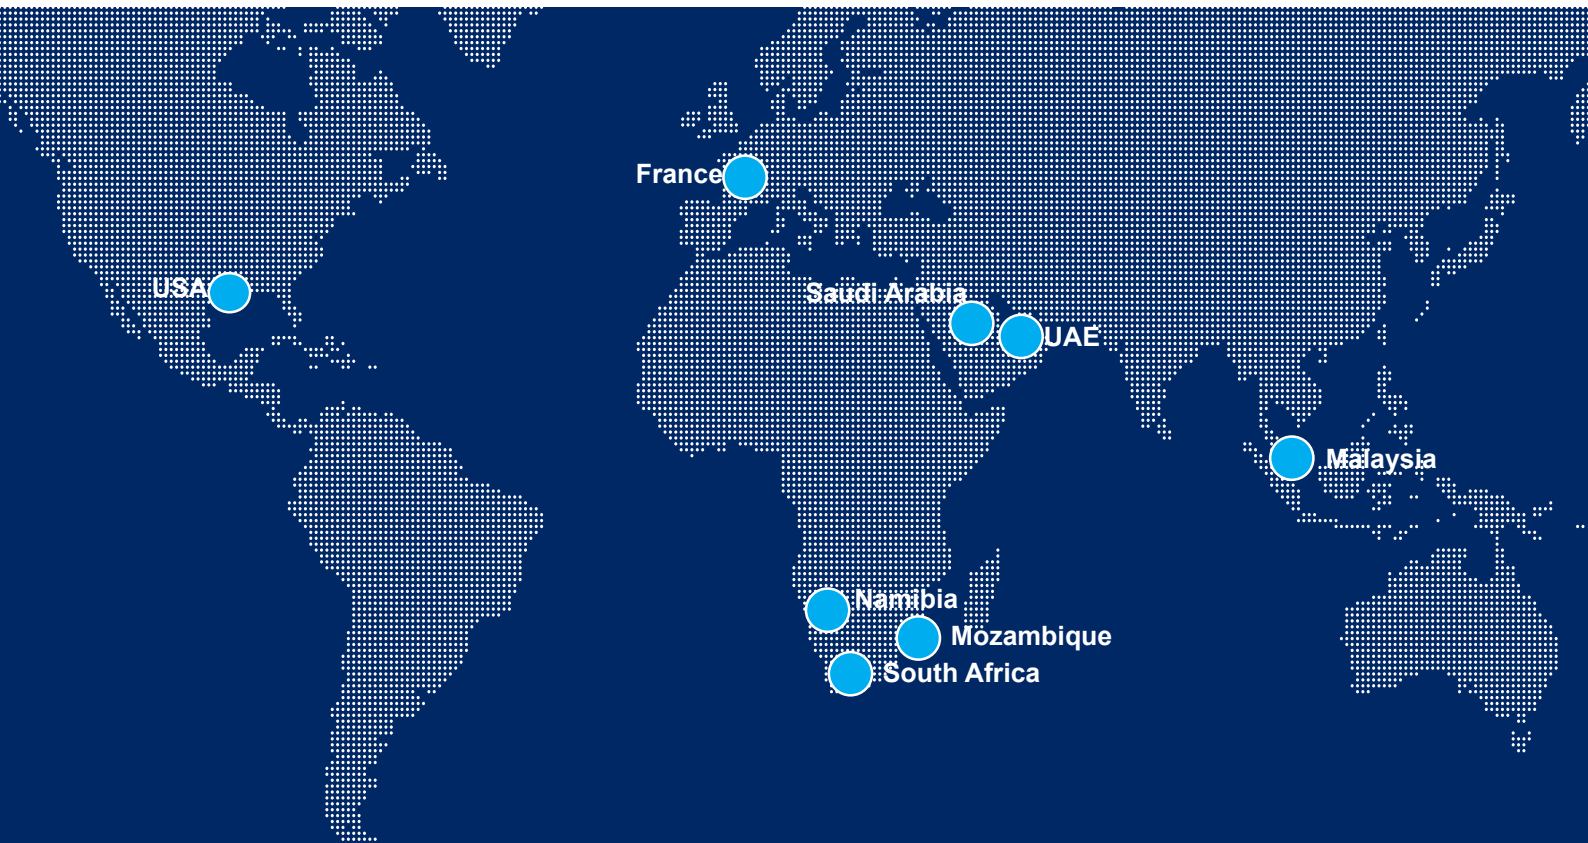 France
USA
Saudi Arabia
UAE
Malaysia
Namibia
Mozambique
South Africa